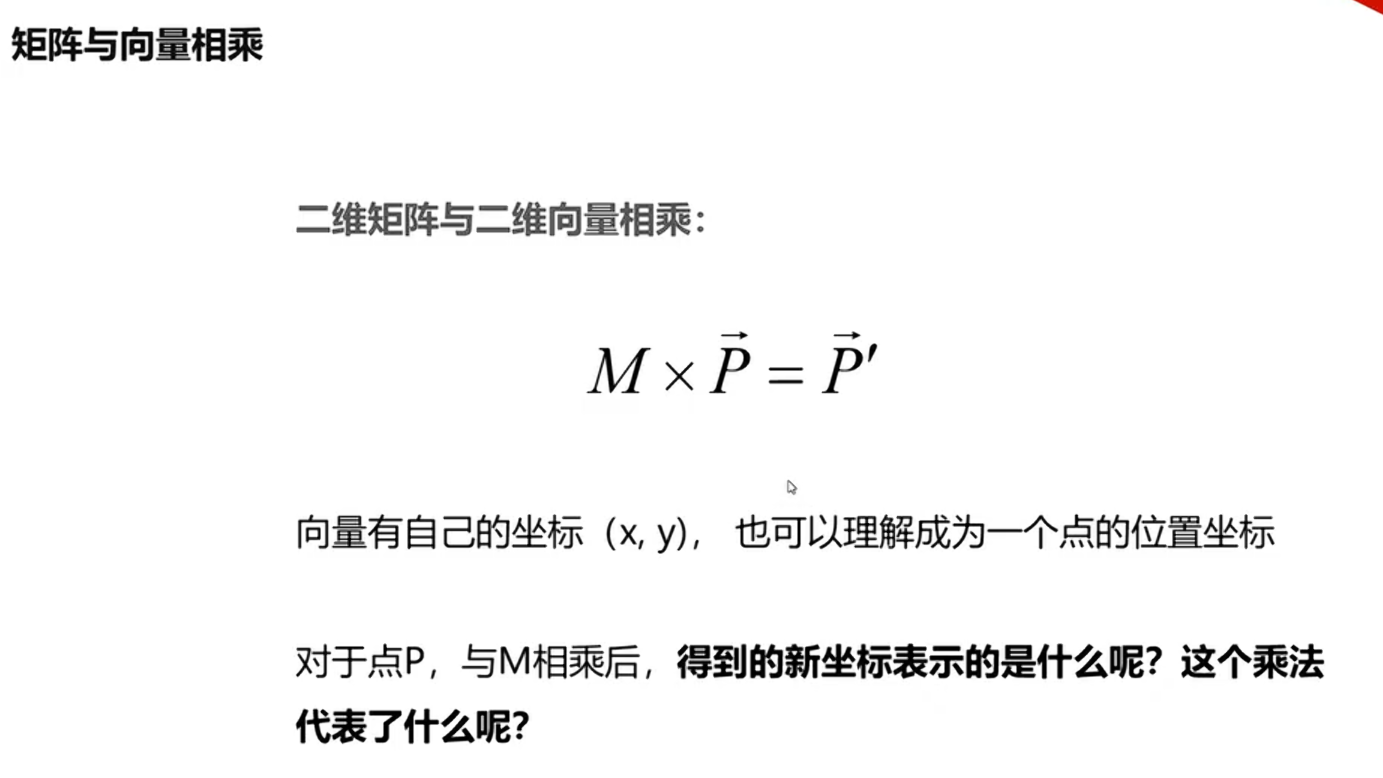 矩阵与向量相乘
二维矩阵与二维向量相乘：
M × P⃗ = P⃗′
向量有自己的坐标（x, y）， 也可以理解成为一个点的位置坐标
对于点P，与M相乘后，得到的新坐标表示的是什么呢？这个乘法
代表了什么呢？